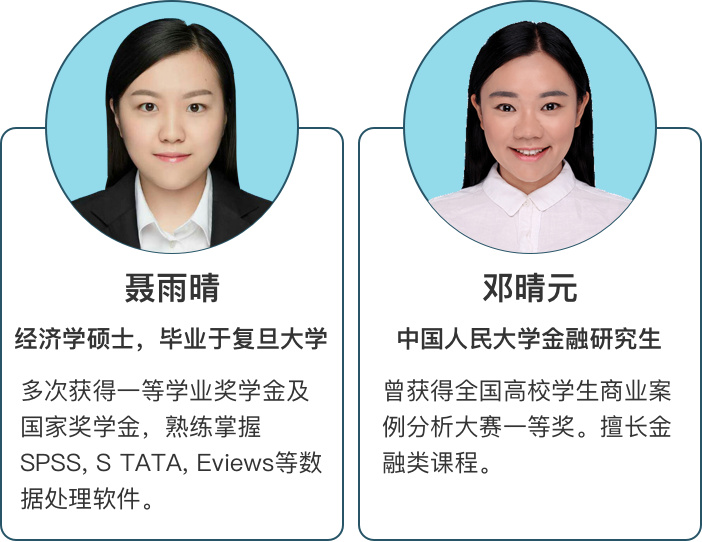 聂雨晴
经济学硕士，毕业于复旦大学
多次获得一等学业奖学金及
国家奖学金，熟练掌握
SPSS, S TATA, Eviews等数
据处理软件。
邓晴元
中国人民大学金融研究生
曾获得全国高校学生商业案
例分析大赛一等奖。擅长金
融类课程。